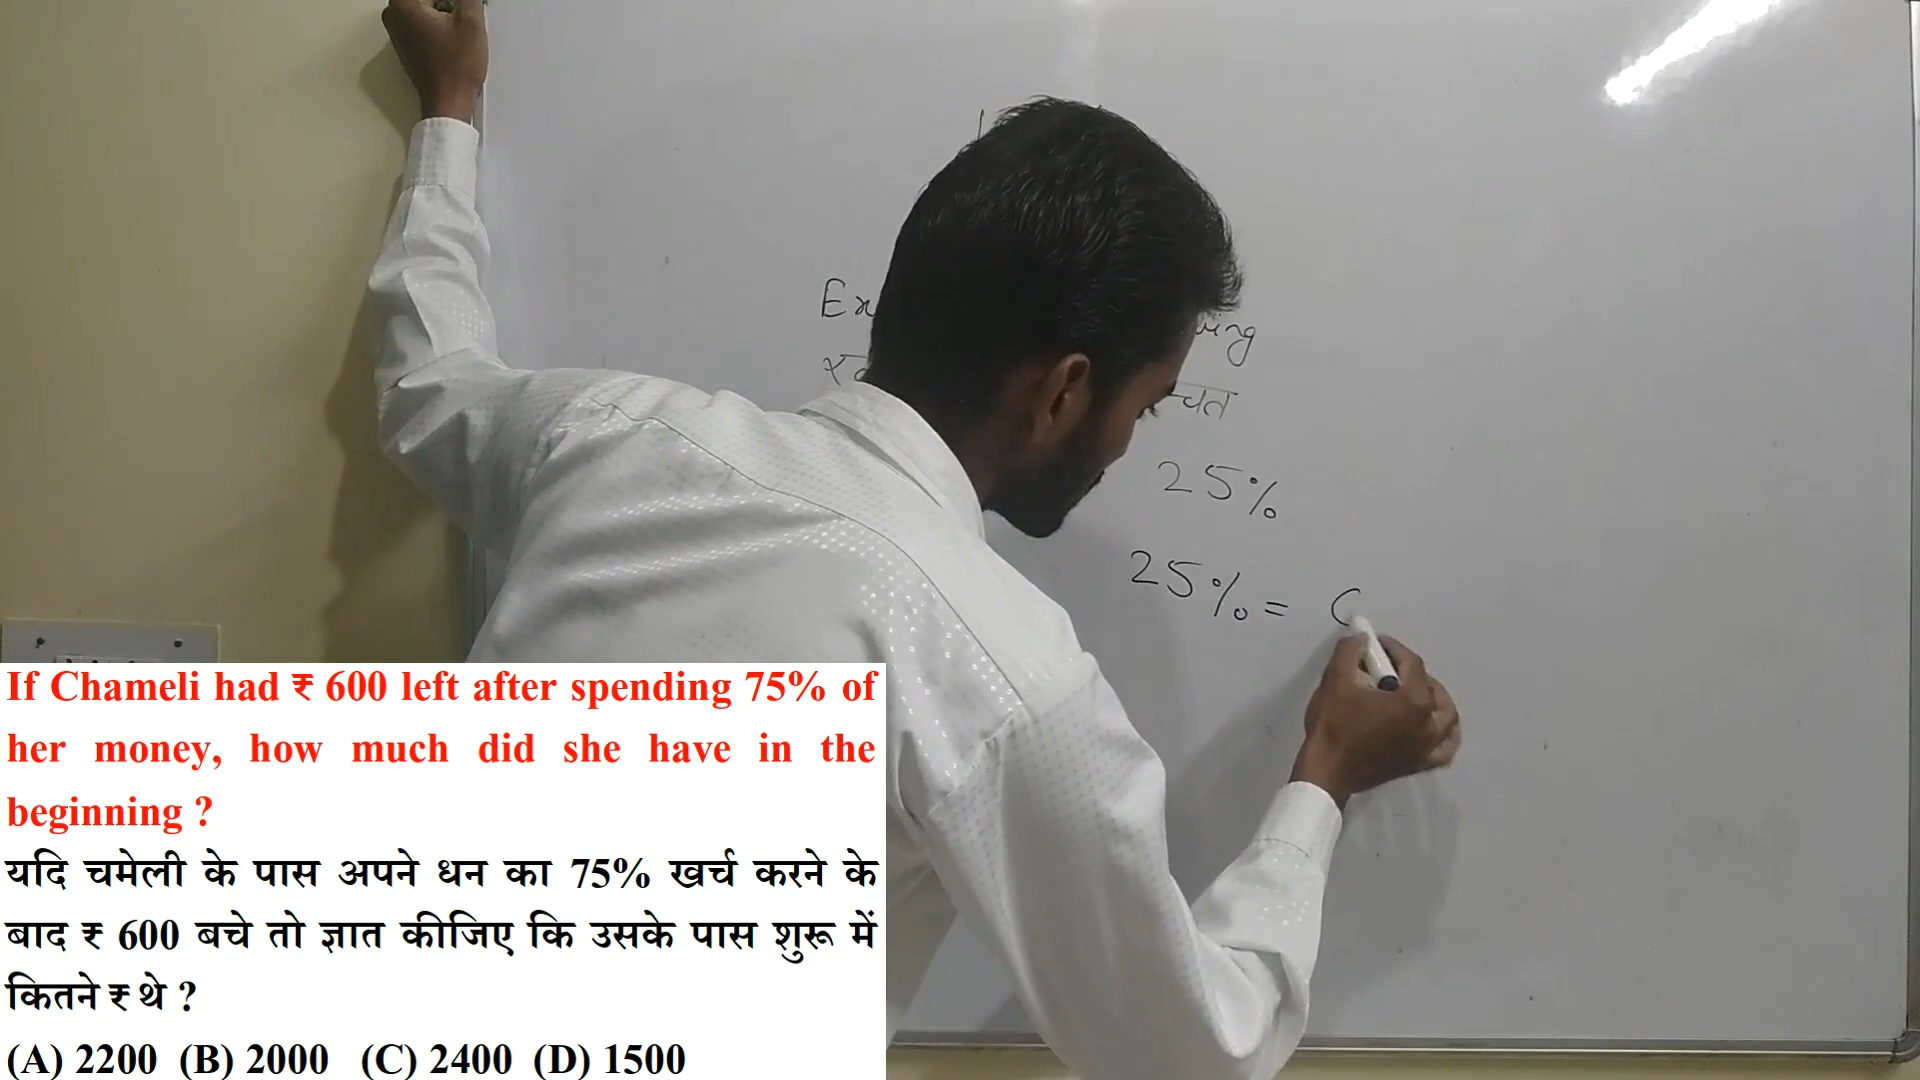 25%
25% =
If Chameli had ₹ 600 left after spending 75% of
her money, how much did she have in the
beginning ?
यदि चमेली के पास अपने धन का 75% खर्च करने के
बाद ₹ 600 बचे तो ज्ञात कीजिए कि उसके पास शुरू में
कितने ₹ थे ?
(A) 2200 (B) 2000 (C) 2400 (D) 1500